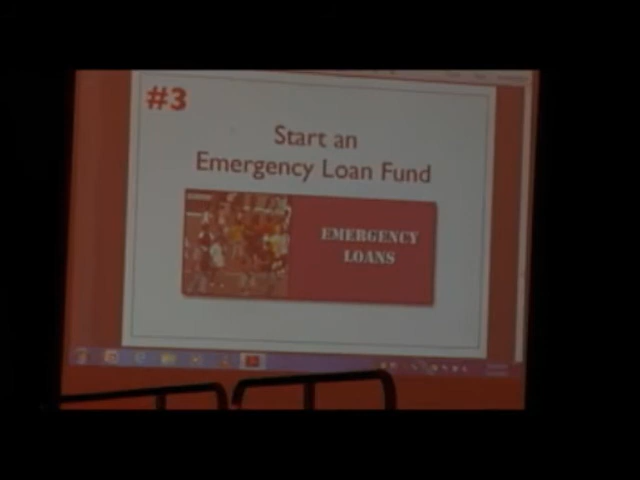 #3
Start an
Emergency Loan Fund
EMERGENCY
LOANS